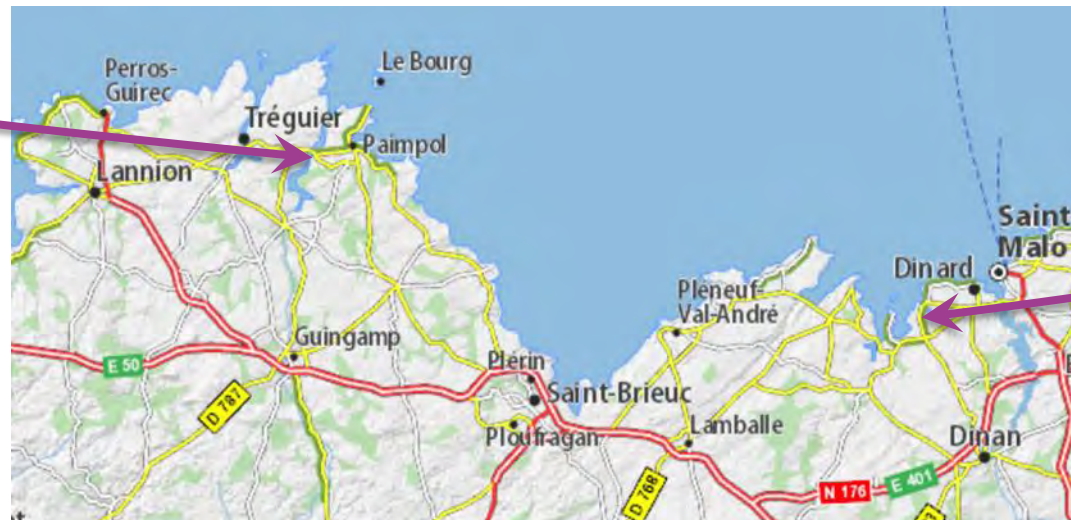 Le Bourg
Perros-
Guirec
Tréguier
Paimpol
Lannion
Saint
Malo
Dinard
Pléneuf-
Val-André
Guingamp
Plérin
E 50
Saint-Brieuc
D 787
Ploufragan
Lamballe
Dinan
D 768
N 176
E 401